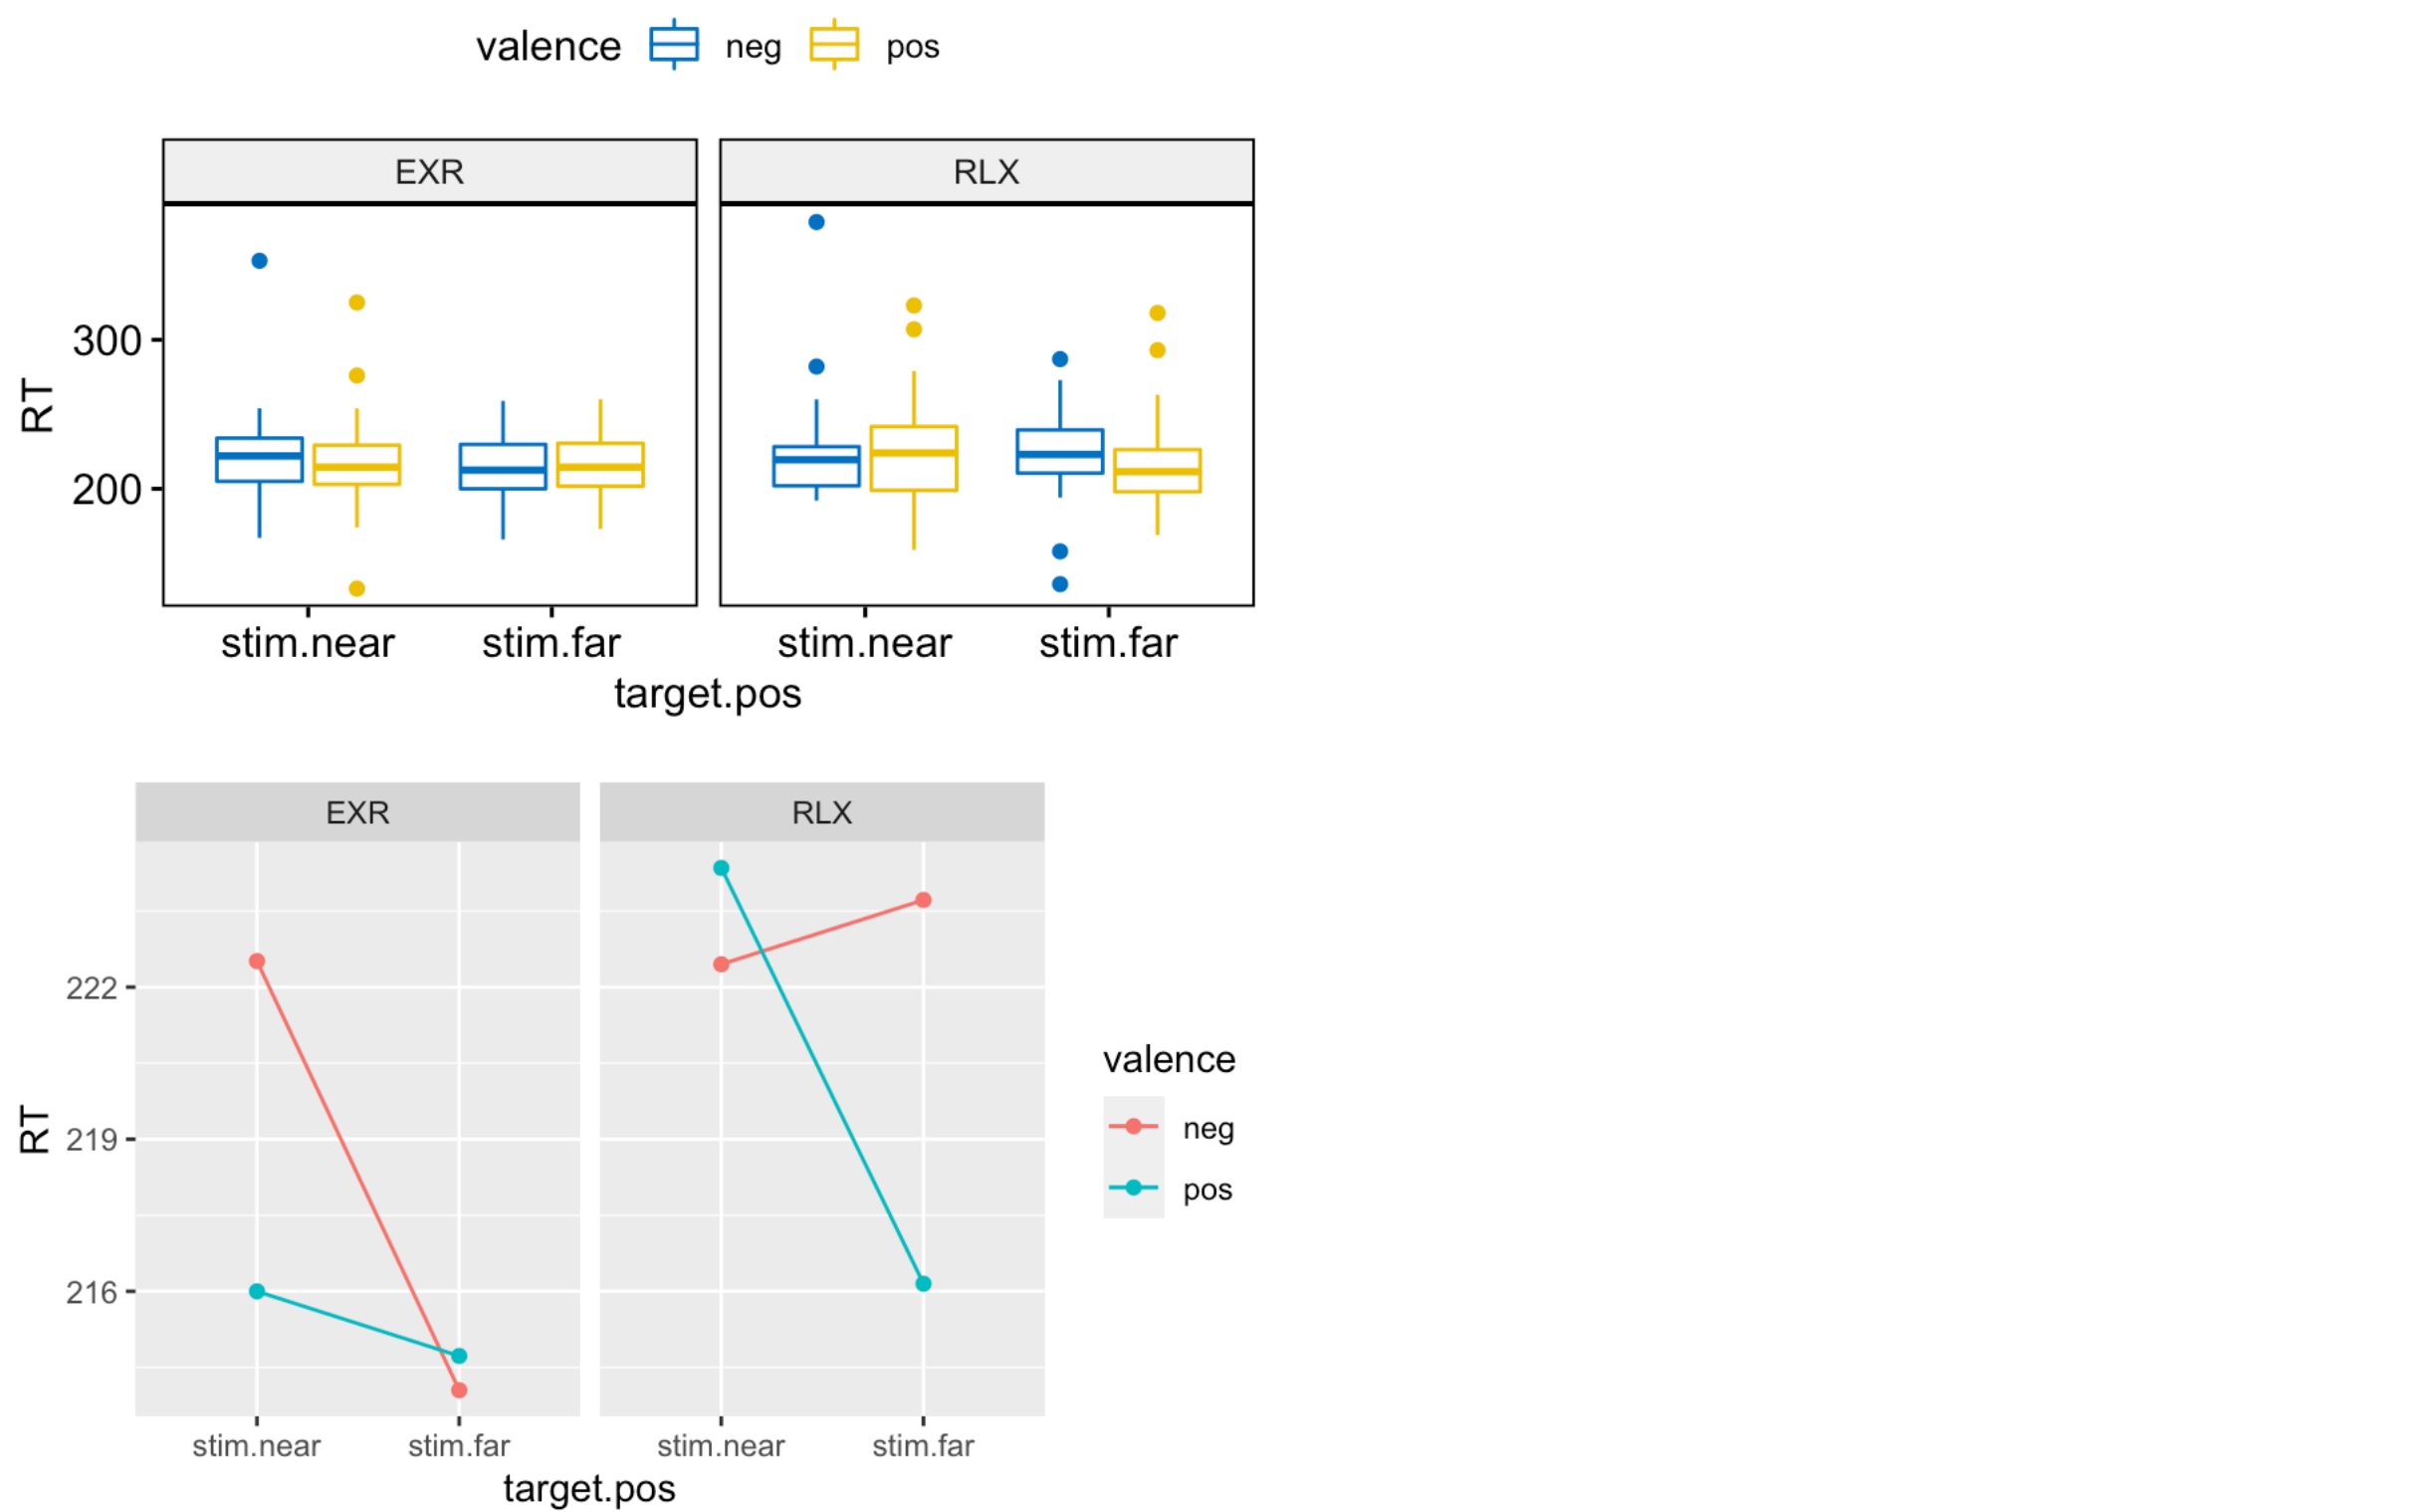 valence neg pos
EXR RLX
300
RT
200
stim.near stim.far stim.near stim.far
target.pos
EXR RLX
222
valence
RT 219 neg
pos
216
stim.near stim.far stim.near stim.far
target.pos